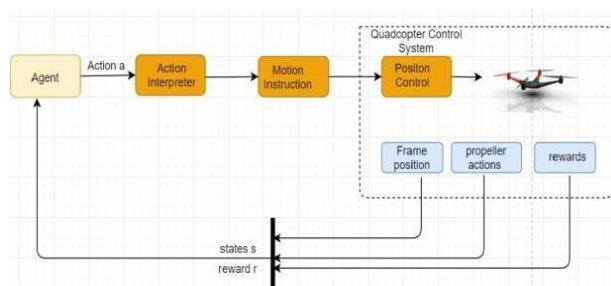 Quadcopter Control
System
Agent
Action a
Action
Interpreter
Motion
Instruction
Positon
Control
Frame
position
propeller
actions
rewards
states s
reward r